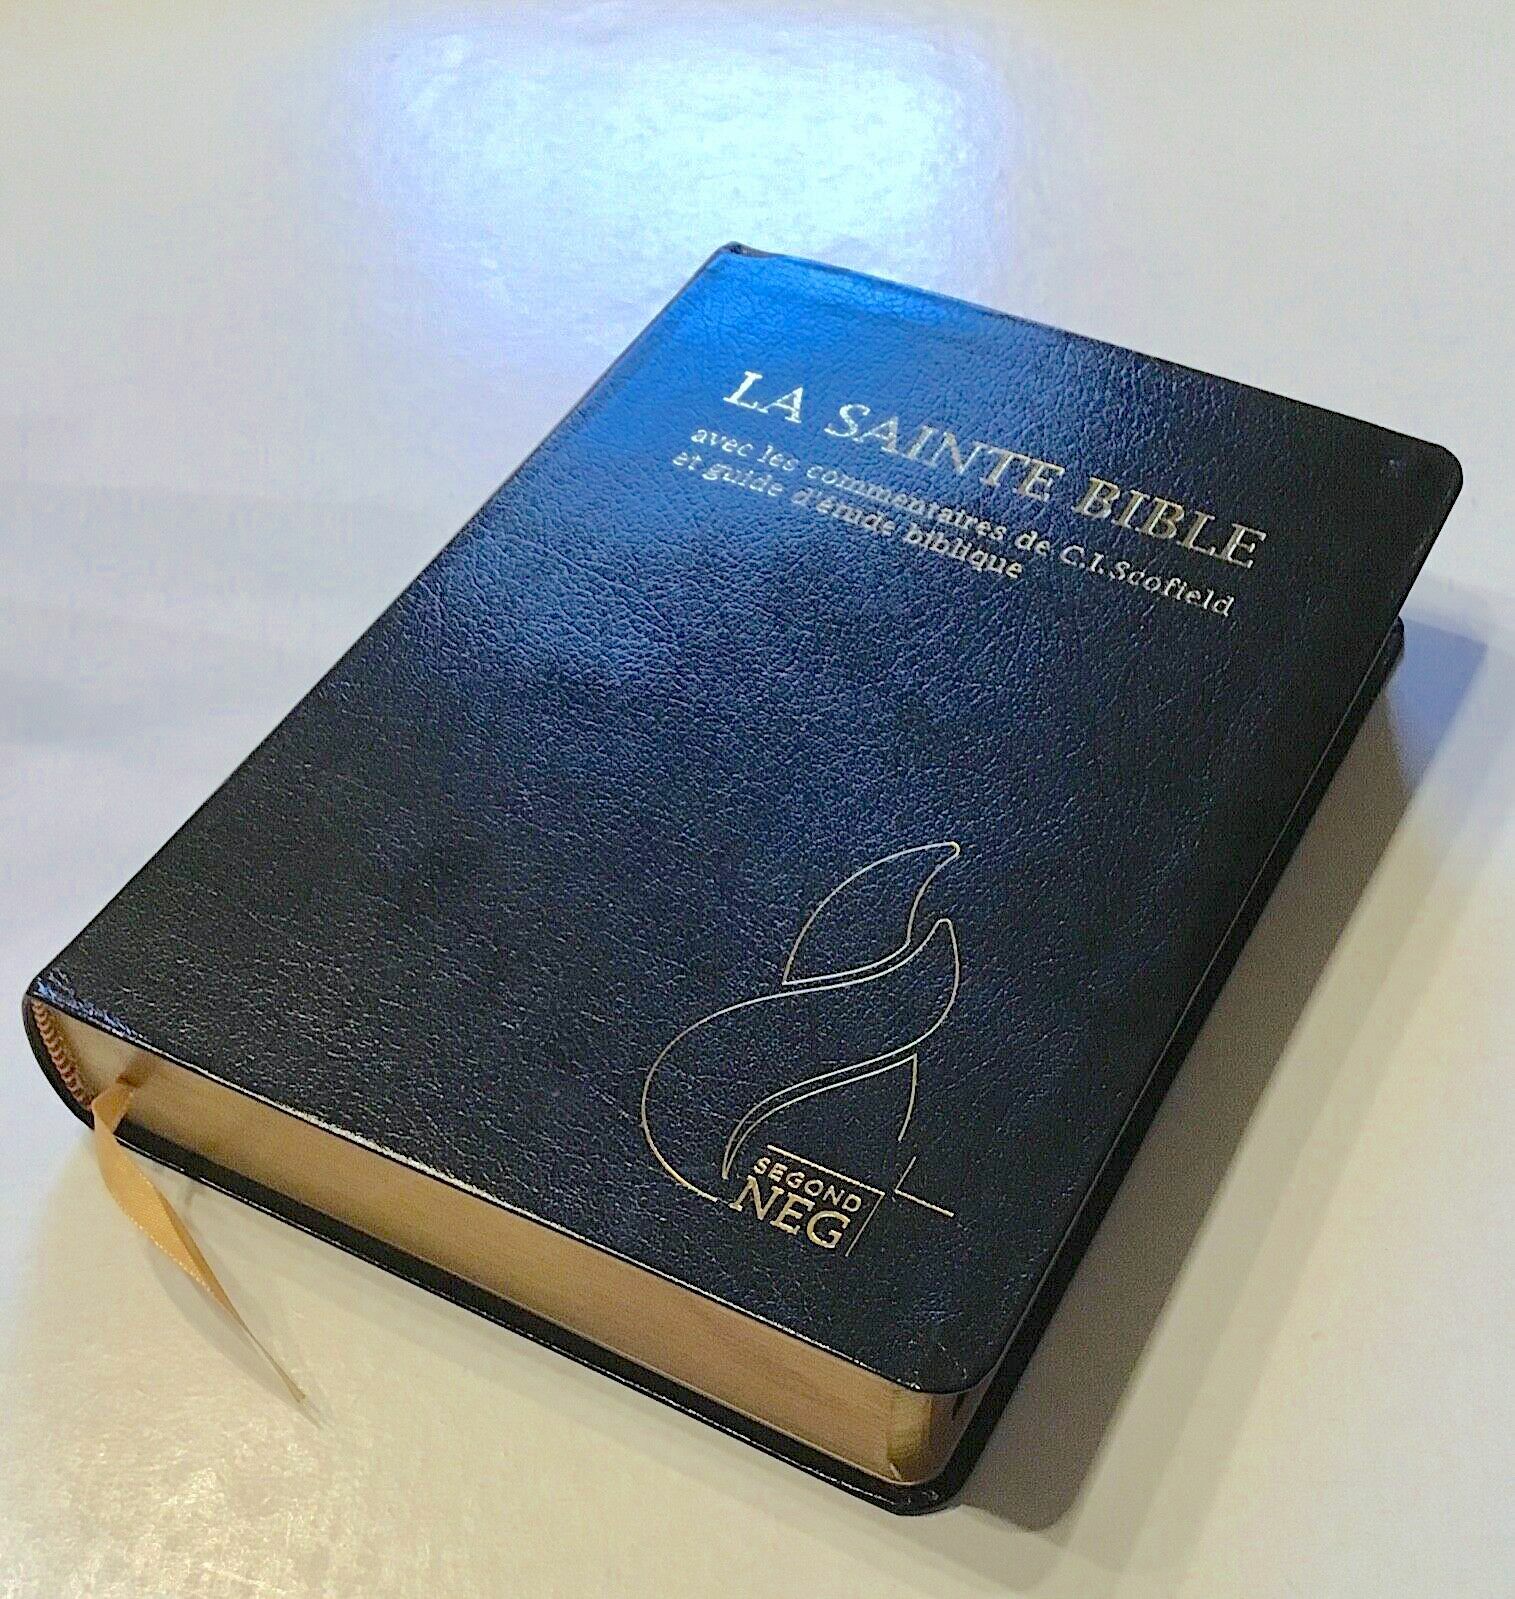 LA SAINTE BIBLE
avec les commentaires de C.I.Scofield
et guide d'étude biblique
SEGOND
NEG